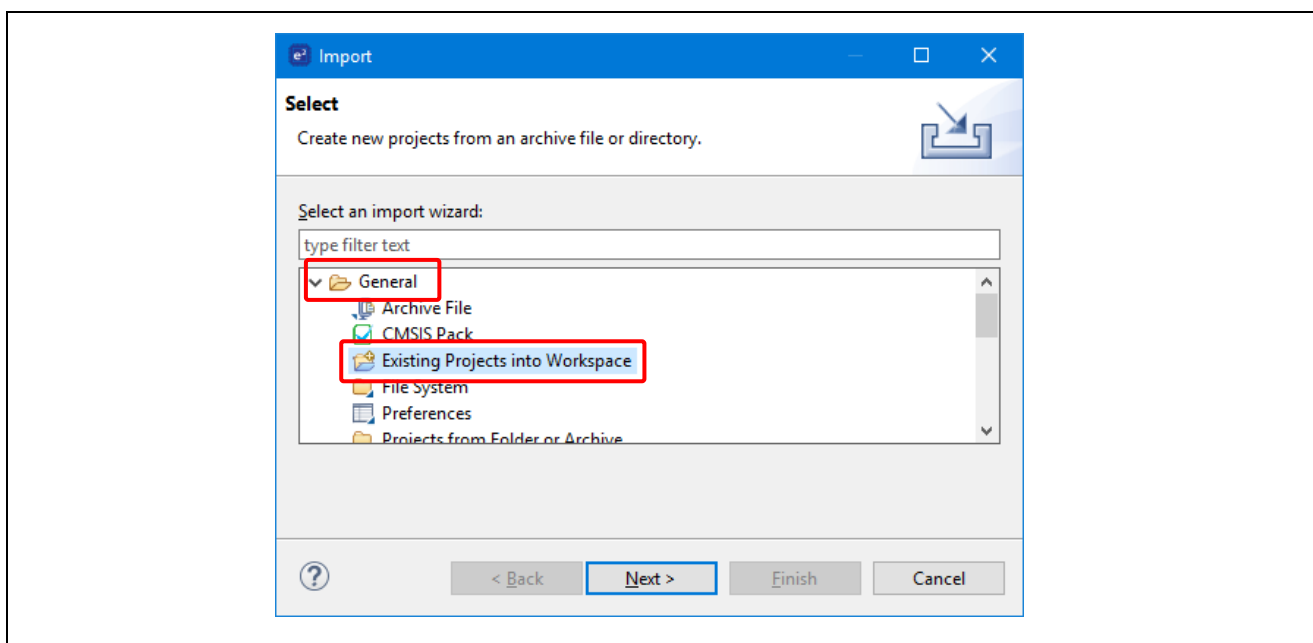 e² Import
Select
Create new projects from an archive file or directory.
Select an import wizard:
type filter text
General
Archive File
CMSIS Pack
Existing Projects into Workspace
File System
Preferences
Projects from Folder or Archive
? < Back Next > Finish Cancel